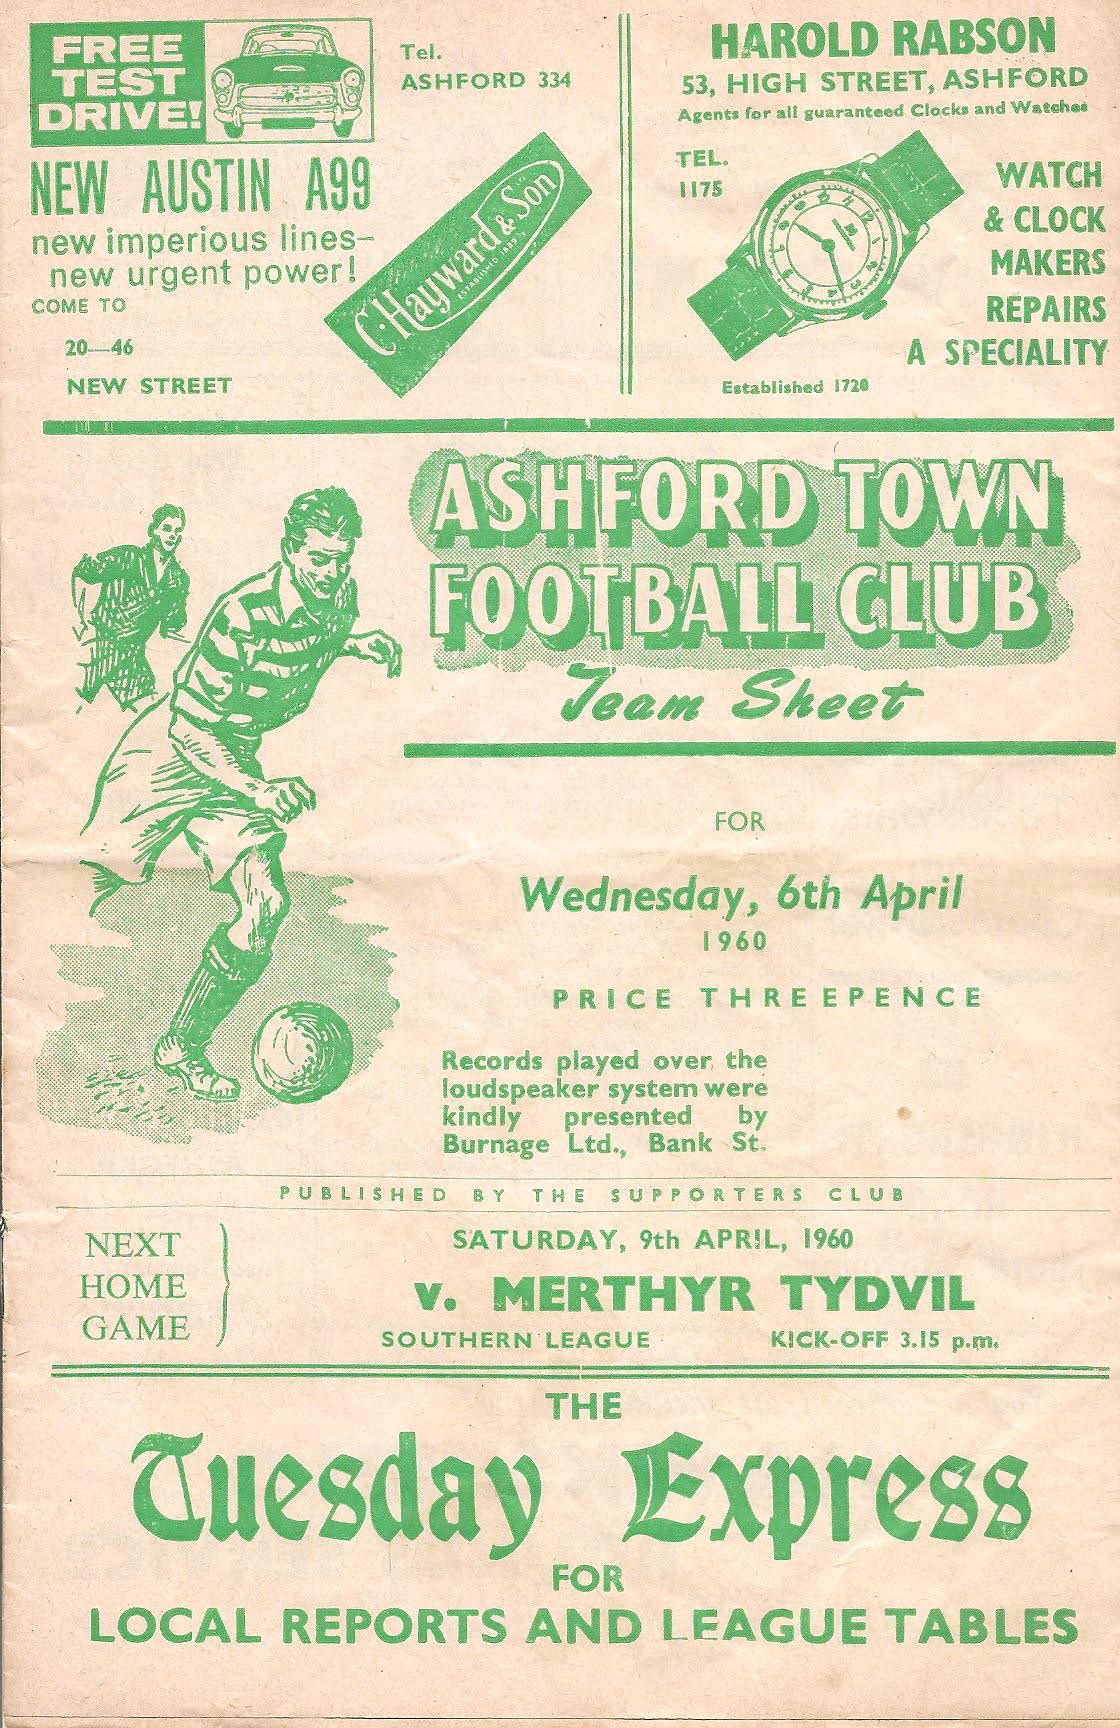 FREE
TEST
DRIVE!
NEW AUSTIN A99
new imperious lines—
new urgent power!
COME TO
20—46
NEW STREET
Tel.
ASHFORD 334
C. Hayward & Son
ESTABLISHED 1889
HAROLD RABSON
53, HIGH STREET, ASHFORD
Agents for all guaranteed Clocks and Watches
TEL.
1175
WATCH
& CLOCK
MAKERS
REPAIRS
A SPECIALITY
Established 1720
ASHFORD TOWN
FOOTBALL CLUB
Team Sheet
FOR
Wednesday, 6th April
1960
PRICE THREEPENCE
Records played over the
loudspeaker system were
kindly presented by
Burnage Ltd., Bank St.
PUBLISHED BY THE SUPPORTERS CLUB
NEXT
HOME
GAME
SATURDAY, 9th APRIL, 1960
v. MERTHYR TYDVIL
SOUTHERN LEAGUE KICK-OFF 3.15 p.m.
THE
Tuesday Express
FOR
LOCAL REPORTS AND LEAGUE TABLES